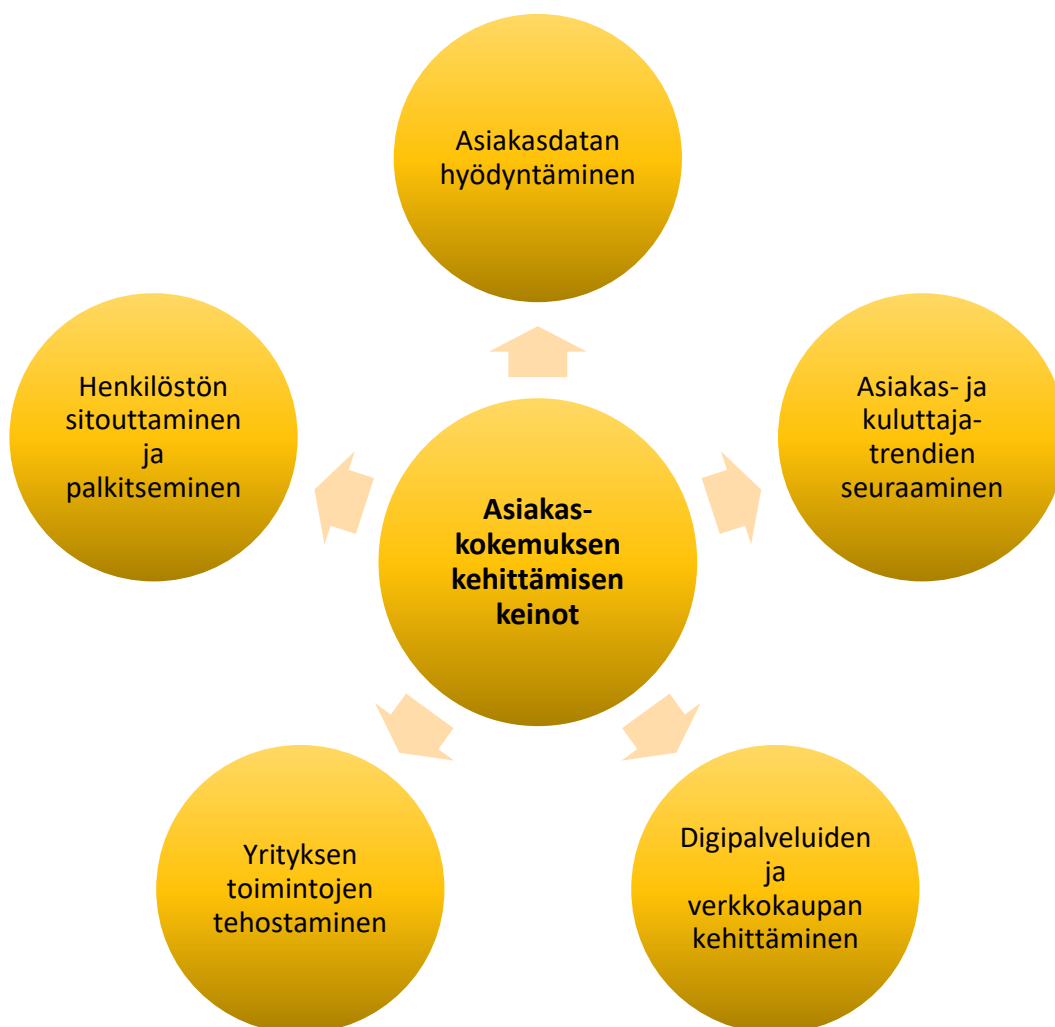 Asiakasdatan
hyödyntäminen
Henkilöstön
sitouttaminen
ja
palkitseminen
Asiakas- ja
kuluttaja-
trendien
seuraaminen
Asiakas-
kokemuksen
kehittämisen
keinot
Yrityksen
toimintojen
tehostaminen
Digipalveluiden
ja
verkkokaupan
kehittäminen